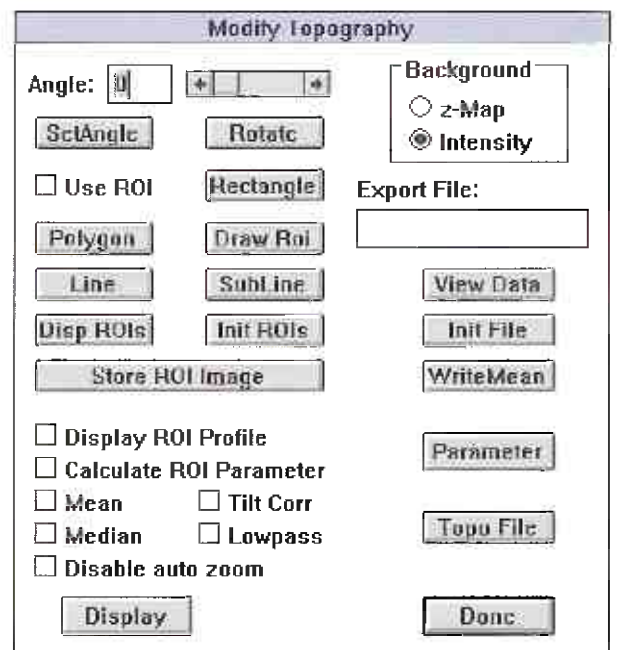 Modify Topography
Angle: 0
Background
z-Map
Intensity
SetAngle Rotate
Use ROI Rectangle
Export File:
Polygon Draw Roi
Line SubLine View Data
Disp ROIs Init ROIs Init File
Store ROI Image WriteMean
Display ROI Profile
Calculate ROI Parameter
Parameter
Mean Tilt Corr
Median Lowpass
Topo File
Disable auto zoom
Display Done